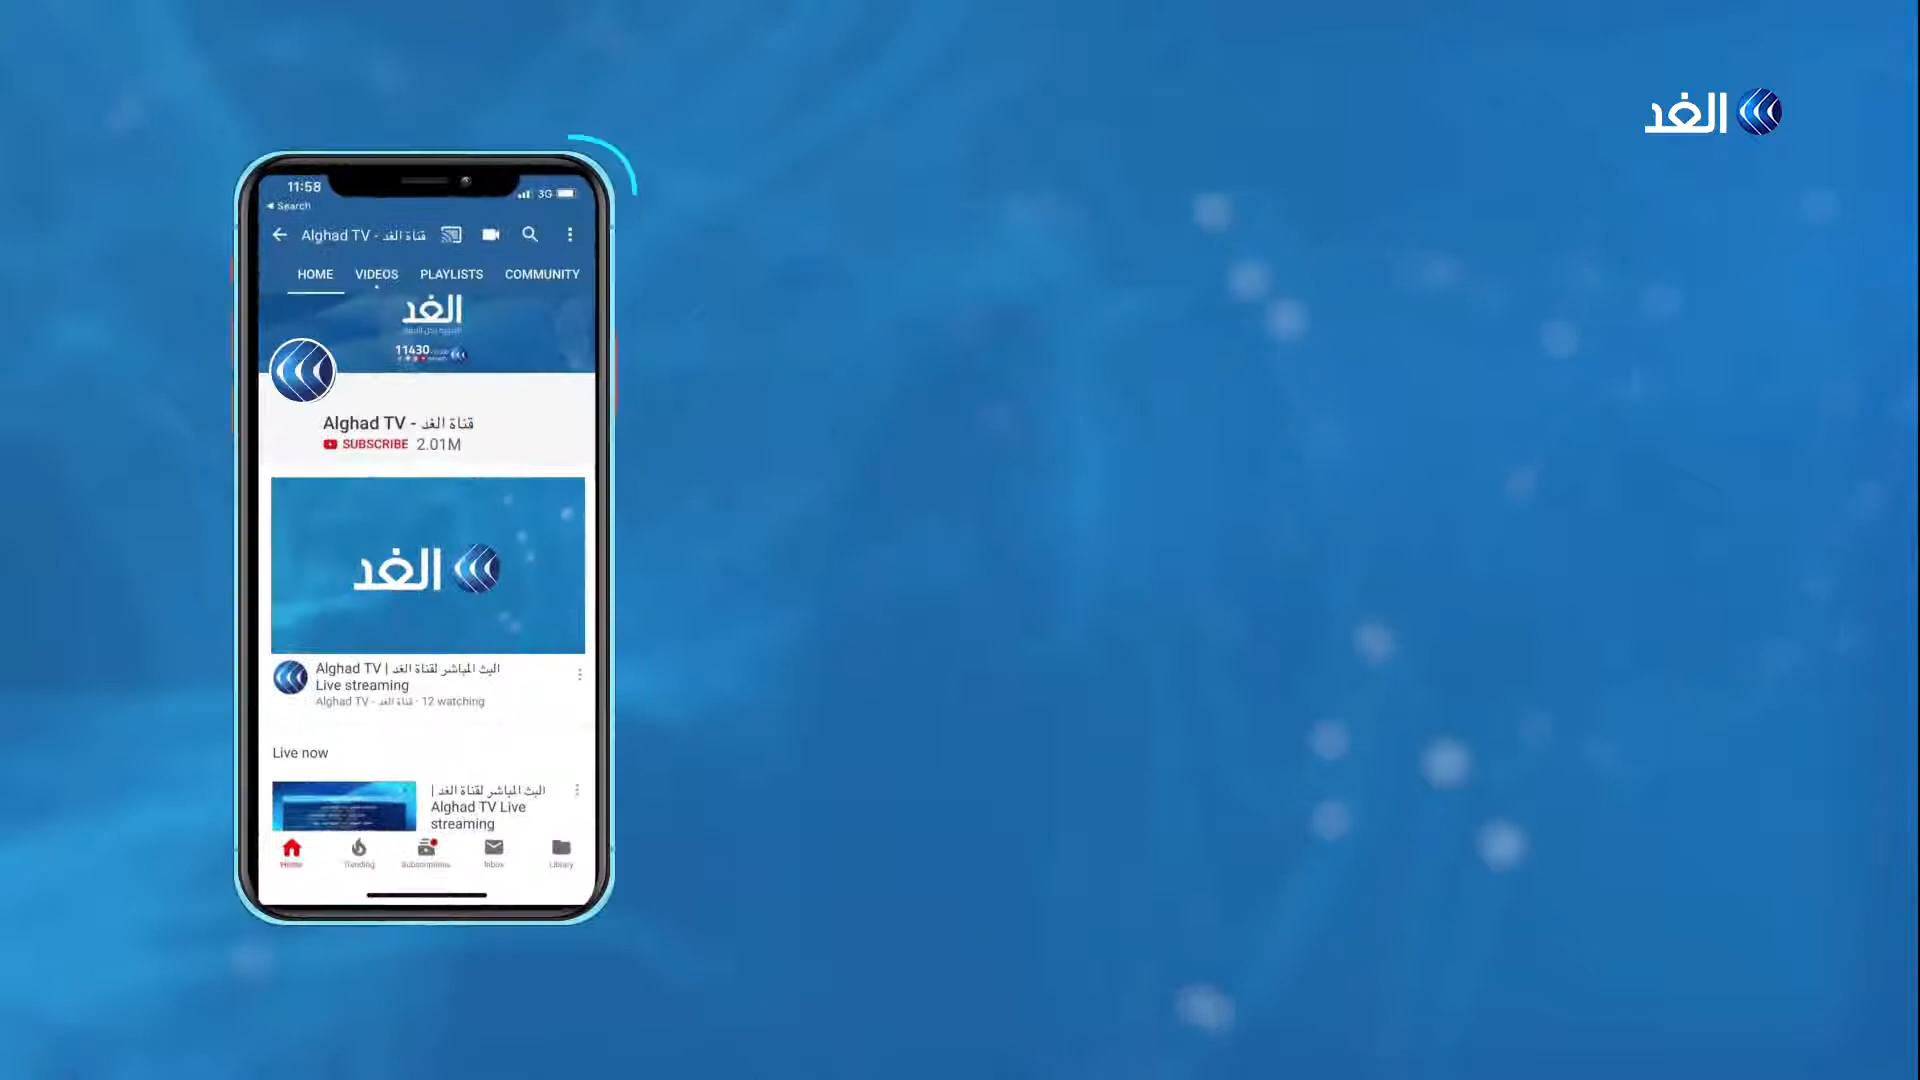 الغد
11:58
3G
Search
Alghad TV - قناة الغد
HOME VIDEOS PLAYLISTS COMMUNITY
الغد
11430
Alghad TV - قناة الغد
SUBSCRIBE 2.01M
الغد
Alghad TV | البث المباشر لقناة الغد
Live streaming
Alghad TV - قناة الغد · 12 watching
Live now
البث المباشر لقناة الغد |
Alghad TV Live
streaming
Home Trending Subscriptions Inbox Library